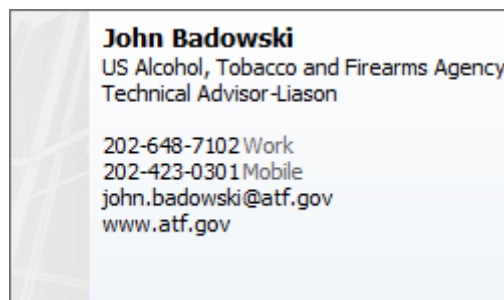 John Badowski
US Alcohol, Tobacco and Firearms Agency
Technical Advisor-Liason
202-648-7102 Work
202-423-0301 Mobile
john.badowski@atf.gov
www.atf.gov